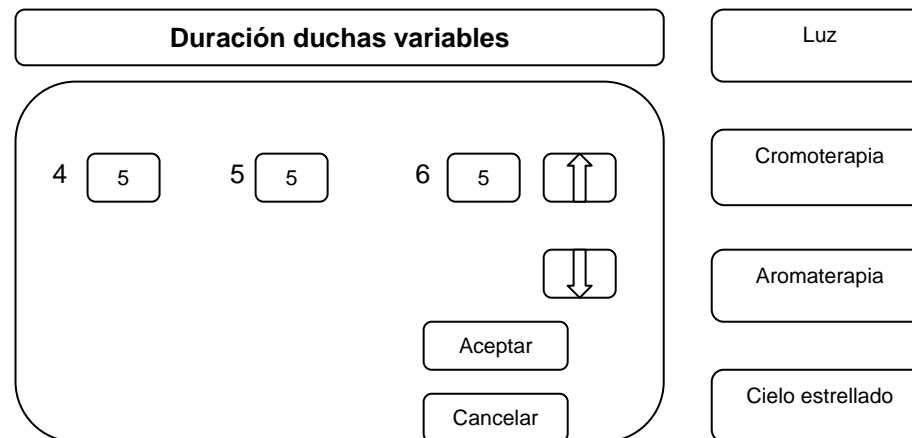 Duración duchas variables
Luz
4 5 5 5 6 5
Cromoterapia
Aromaterapia
Aceptar
Cancelar
Cielo estrellado